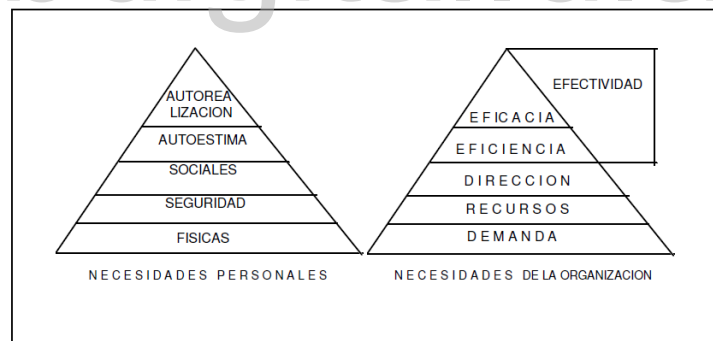 AUTOREA
LIZACION
AUTOESTIMA
SOCIALES
SEGURIDAD
FISICAS
NECESIDADES PERSONALES
EFECTIVIDAD
EFICACIA
EFICIENCIA
DIRECCION
RECURSOS
DEMANDA
NECESIDADES DE LA ORGANIZACION